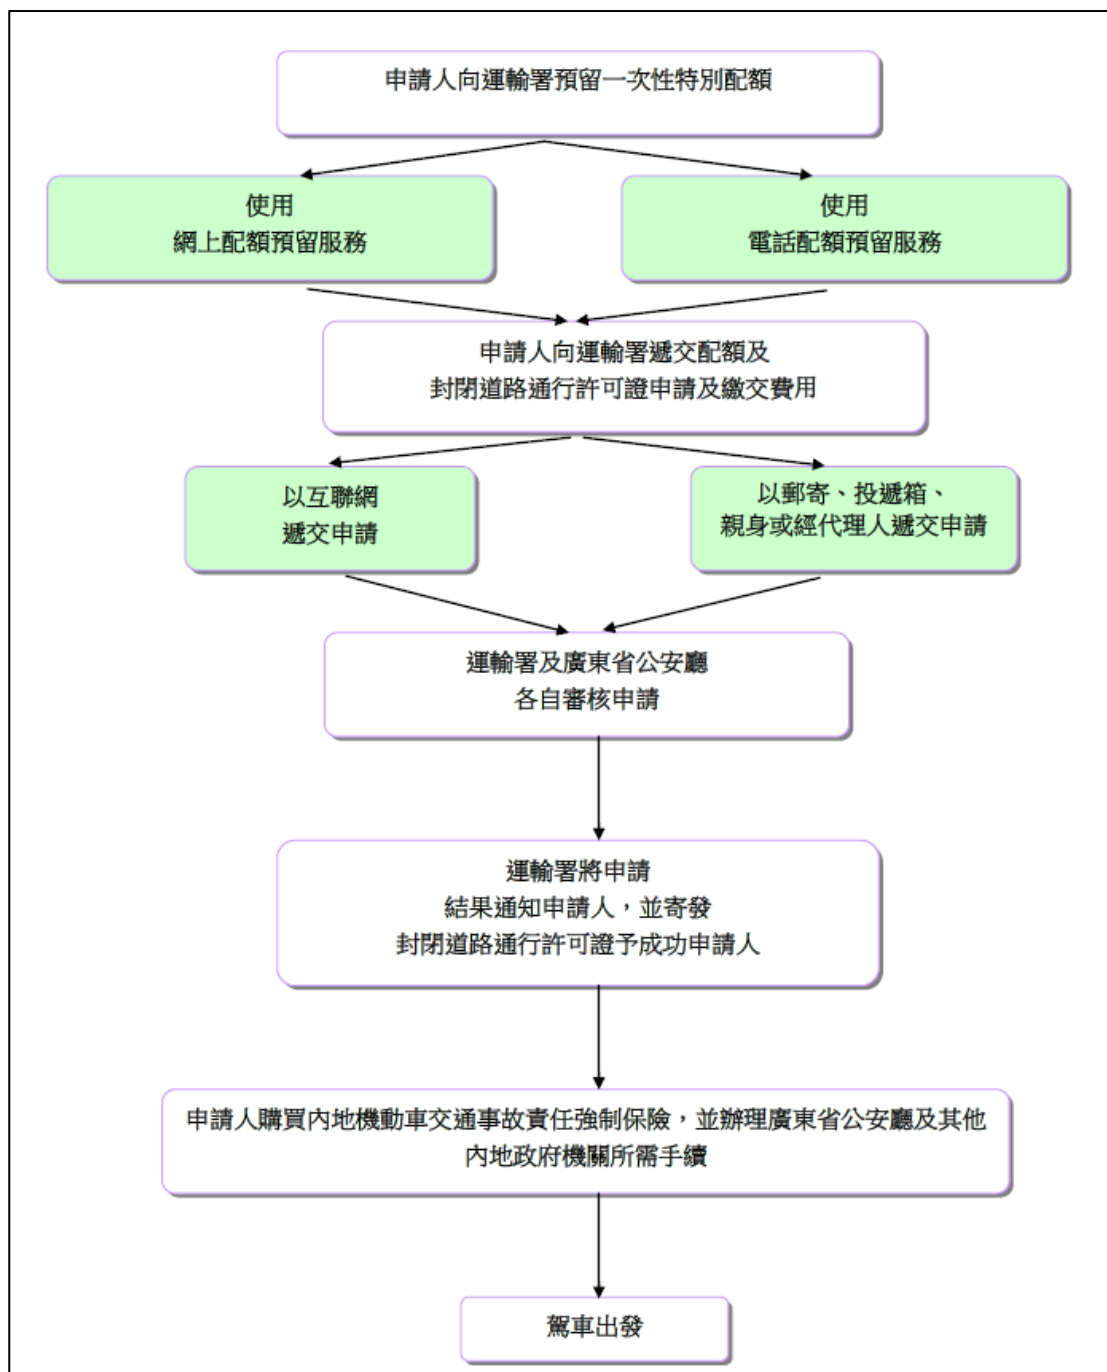 申請人向運輸署預留一次性特別配額
使用
網上配額預留服務
使用
電話配額預留服務
申請人向運輸署遞交配額及
封閉道路通行許可證申請及繳交費用
以互聯網
遞交申請
以郵寄、投遞箱、
親身或經代理人遞交申請
運輸署及廣東省公安廳
各自審核申請
運輸署將申請
結果通知申請人，並寄發
封閉道路通行許可證予成功申請人
申請人購買內地機動車交通事故責任強制保險，並辦理廣東省公安廳及其他
內地政府機關所需手續
駕車出發